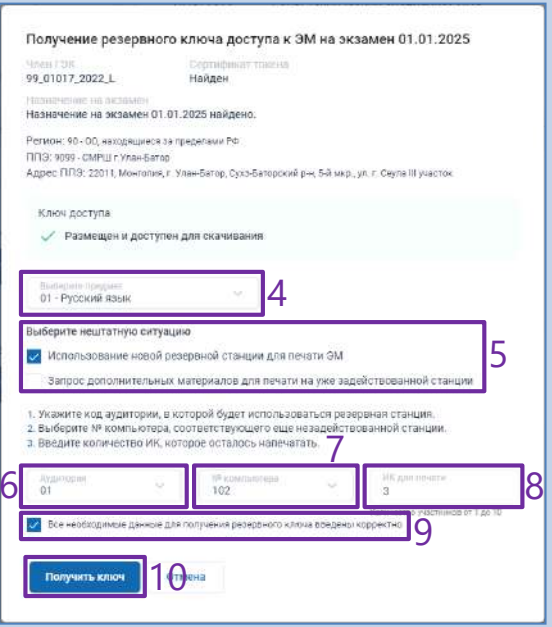 Получение резервного ключа доступа к ЭМ на экзамен 01.01.2025
Член ГЭК
Сертификат токена
99_01017_2022_L
Найден
Назначение на экзамен
Назначение на экзамен 01.01.2025 найдено.
Регион: 90 - ОО, находящиеся за пределами РФ
ППЭ: 9099 - СМРШ г Улан-Батор
Адрес ППЭ: 22011, Монголия, г. Улан-Батор, Сухэ-Баторский р-н, 5-й мкр., ул. г. Сеула III участок
Ключ доступа
Размещен и доступен для скачивания
Выберите предмет
01 - Русский язык
4
Выберите нештатную ситуацию
Использование новой резервной станции для печати ЭМ
5
Запрос дополнительных материалов для печати на уже задействованной станции
1. Укажите код аудитории, в которой будет использоваться резервная станция.
2. Выберите № компьютера, соответствующего еще незадействованной станции.
3. Введите количество ИК, которое осталось напечатать.
7
6
Аудитория
01
№ компьютера
102
ИК для печати
3
8
Количество участников от 1 до 10
Все необходимые данные для получения резервного ключа введены корректно
9
Получить ключ
10
Отмена